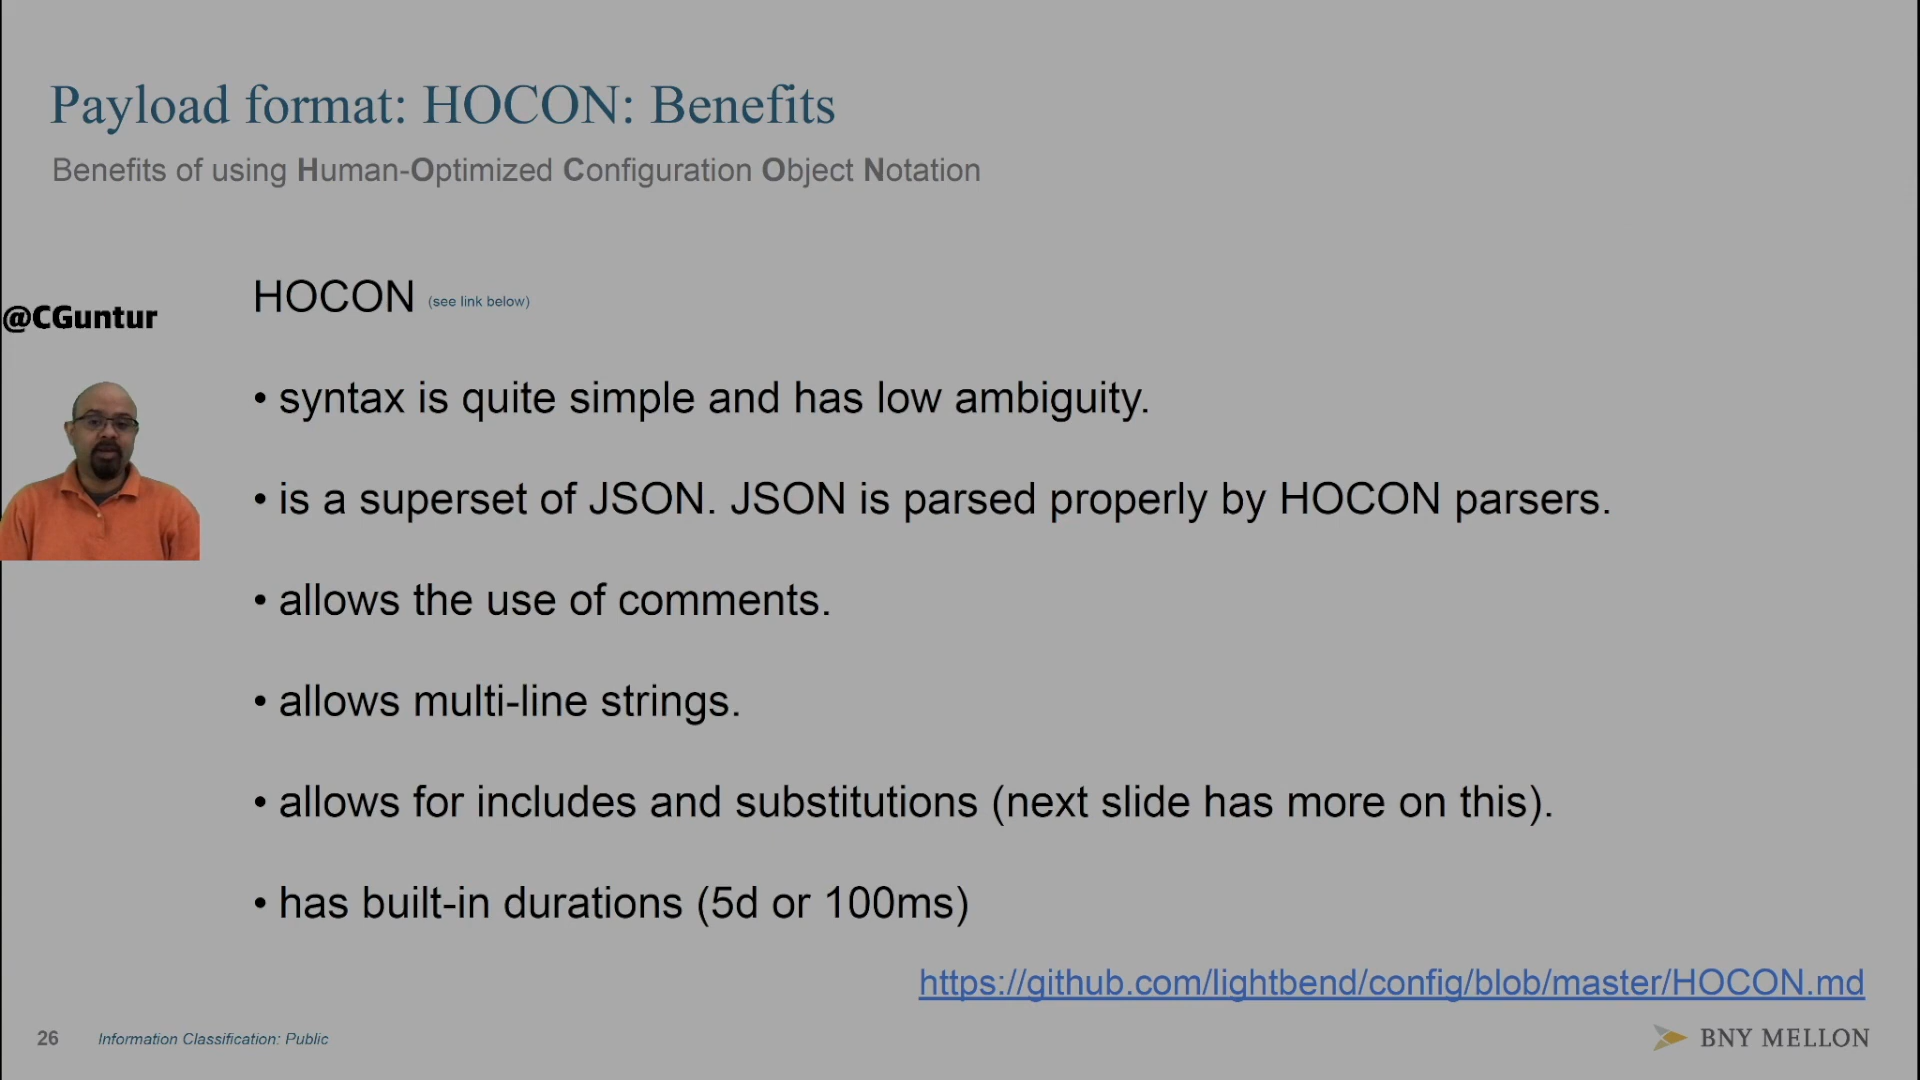 Payload format: HOCON: Benefits
Benefits of using Human-Optimized Configuration Object Notation
HOCON (see link below)
@CGuntur
• syntax is quite simple and has low ambiguity.
• is a superset of JSON. JSON is parsed properly by HOCON parsers.
• allows the use of comments.
• allows multi-line strings.
• allows for includes and substitutions (next slide has more on this).
• has built-in durations (5d or 100ms)
https://github.com/lightbend/config/blob/master/HOCON.md
26 Information Classification: Public
BNY MELLON